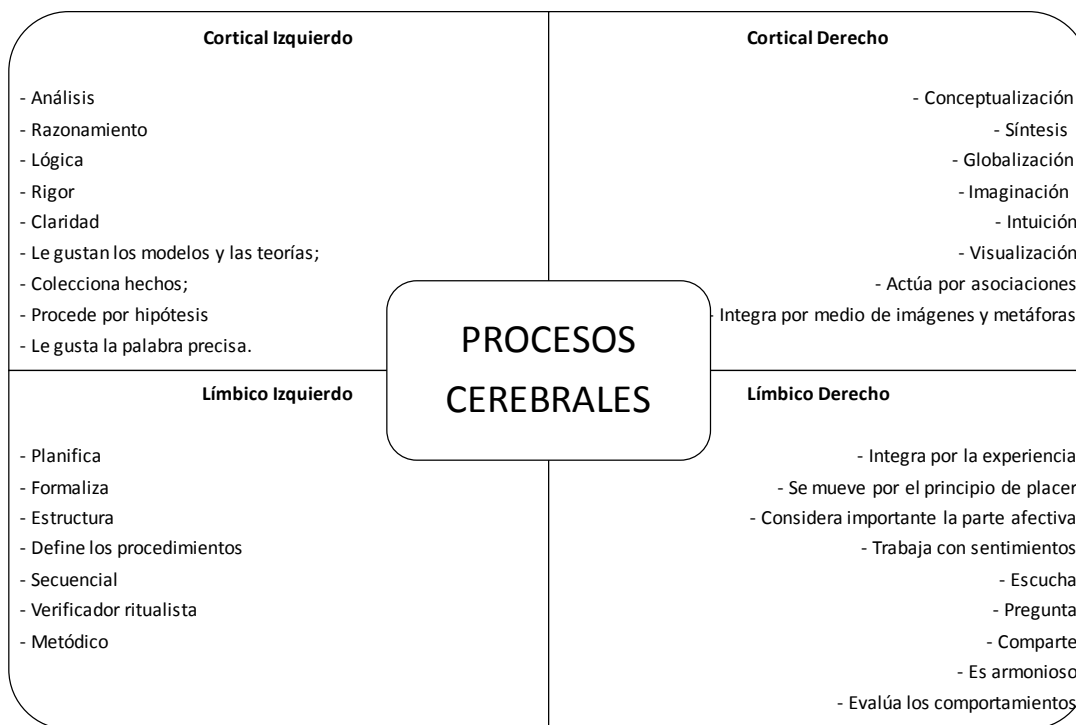 Cortical Izquierdo
- Análisis
- Razonamiento
- Lógica
- Rigor
- Claridad
- Le gustan los modelos y las teorías;
- Colecciona hechos;
- Procede por hipótesis
- Le gusta la palabra precisa.
Cortical Derecho
- Conceptualización
- Síntesis
- Globalización
- Imaginación
- Intuición
- Visualización
- Actúa por asociaciones
- Integra por medio de imágenes y metáforas
PROCESOS
CEREBRALES
Límbico Izquierdo
- Planifica
- Formaliza
- Estructura
- Define los procedimientos
- Secuencial
- Verificador ritualista
- Metódico
Límbico Derecho
- Integra por la experiencia
- Se mueve por el principio de placer
- Considera importante la parte afectiva
- Trabaja con sentimientos
- Escucha
- Pregunta
- Comparte
- Es armonioso
- Evalúa los comportamientos